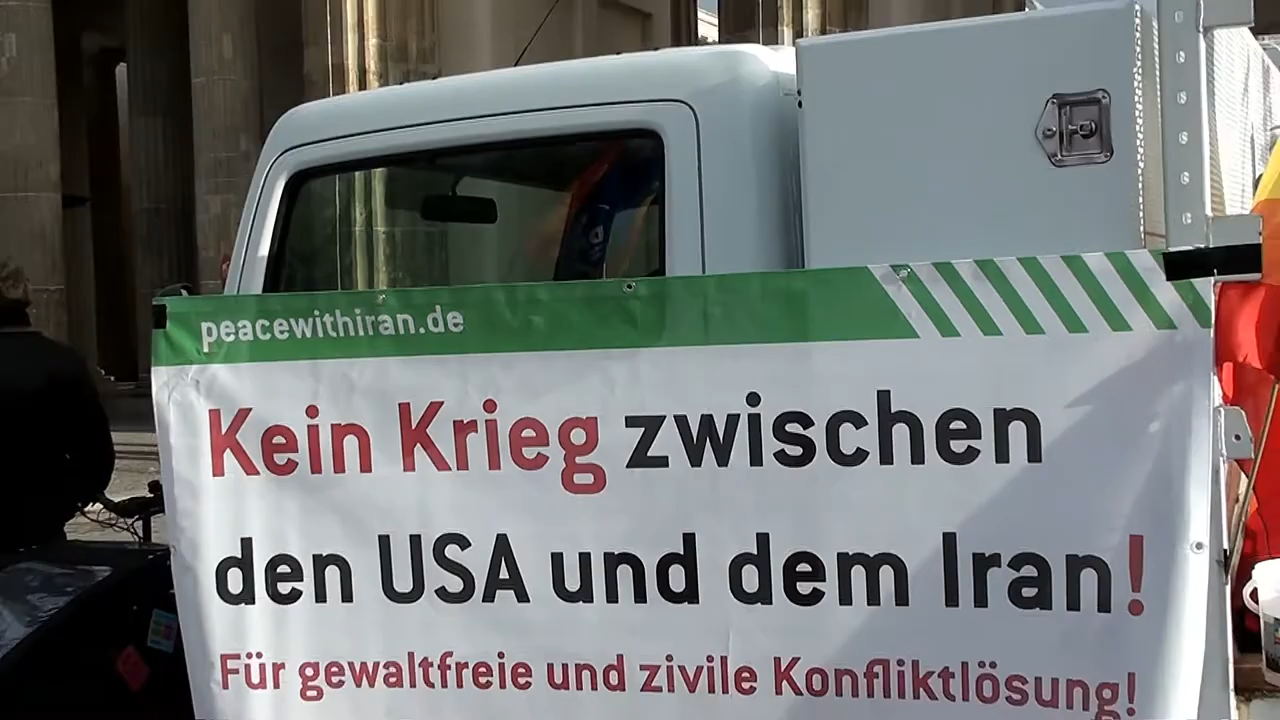 peacewithiran.de
Kein Krieg zwischen
den USA und dem Iran!
Für gewaltfreie und zivile Konfliktlösung!